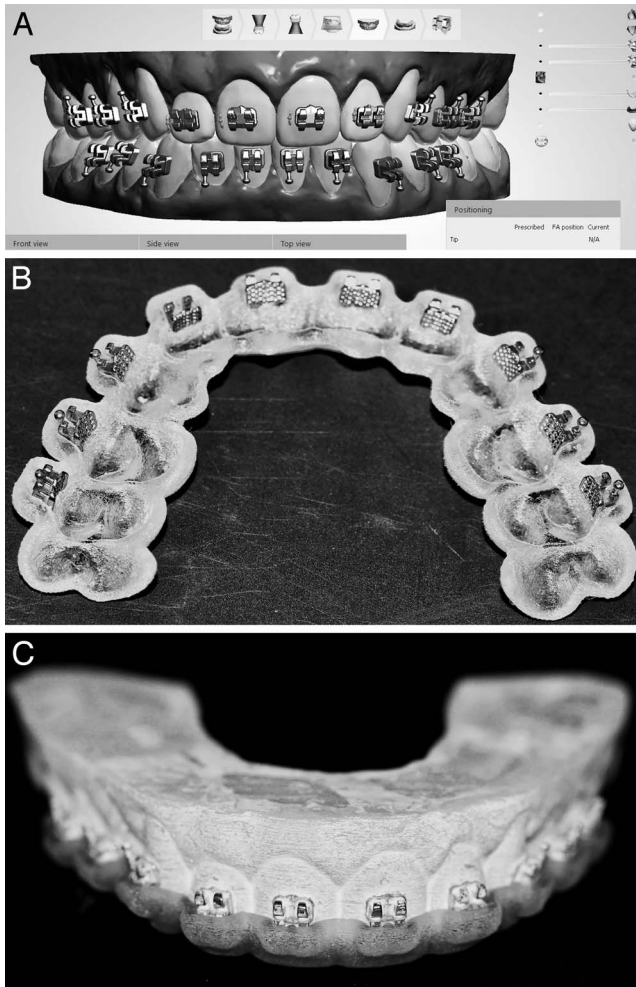 A
Positioning
Prescribed FA position Current
Tip N/A
Front view Side view Top view
B
C